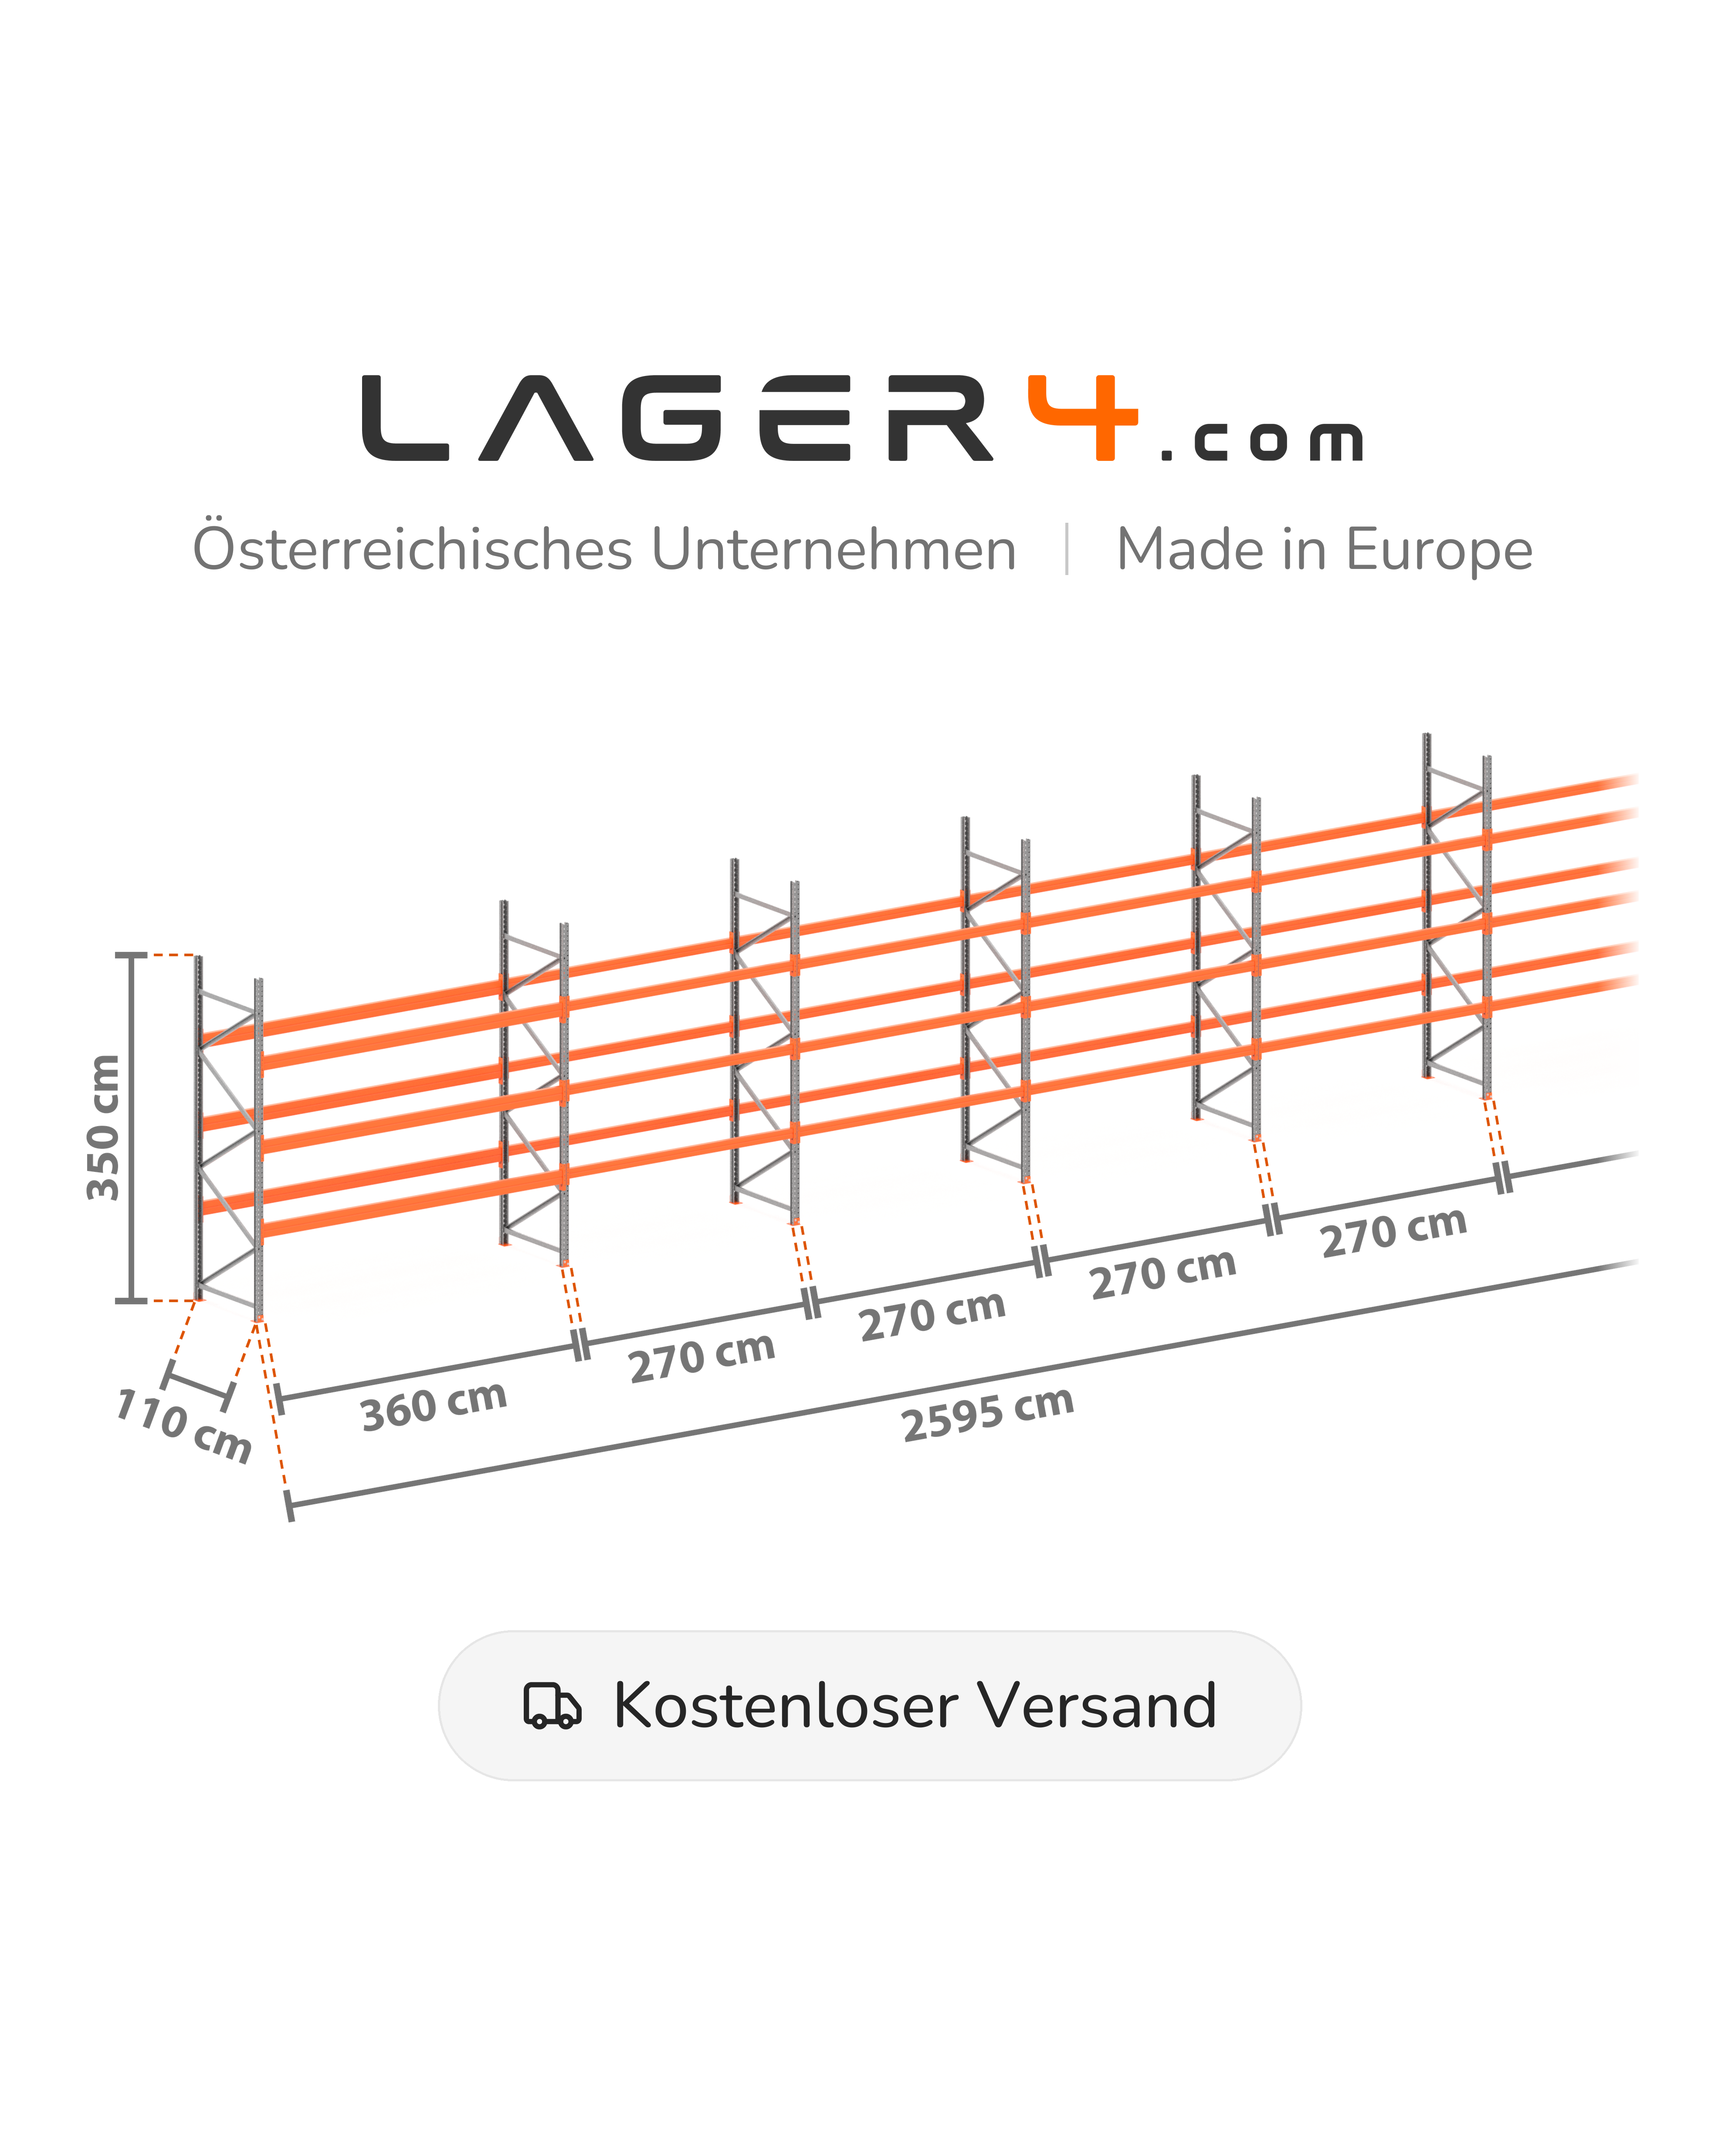 LAGER4.com
Österreichisches Unternehmen | Made in Europe
350 cm
110 cm
360 cm
270 cm
270 cm
270 cm
270 cm
2595 cm
Kostenloser Versand